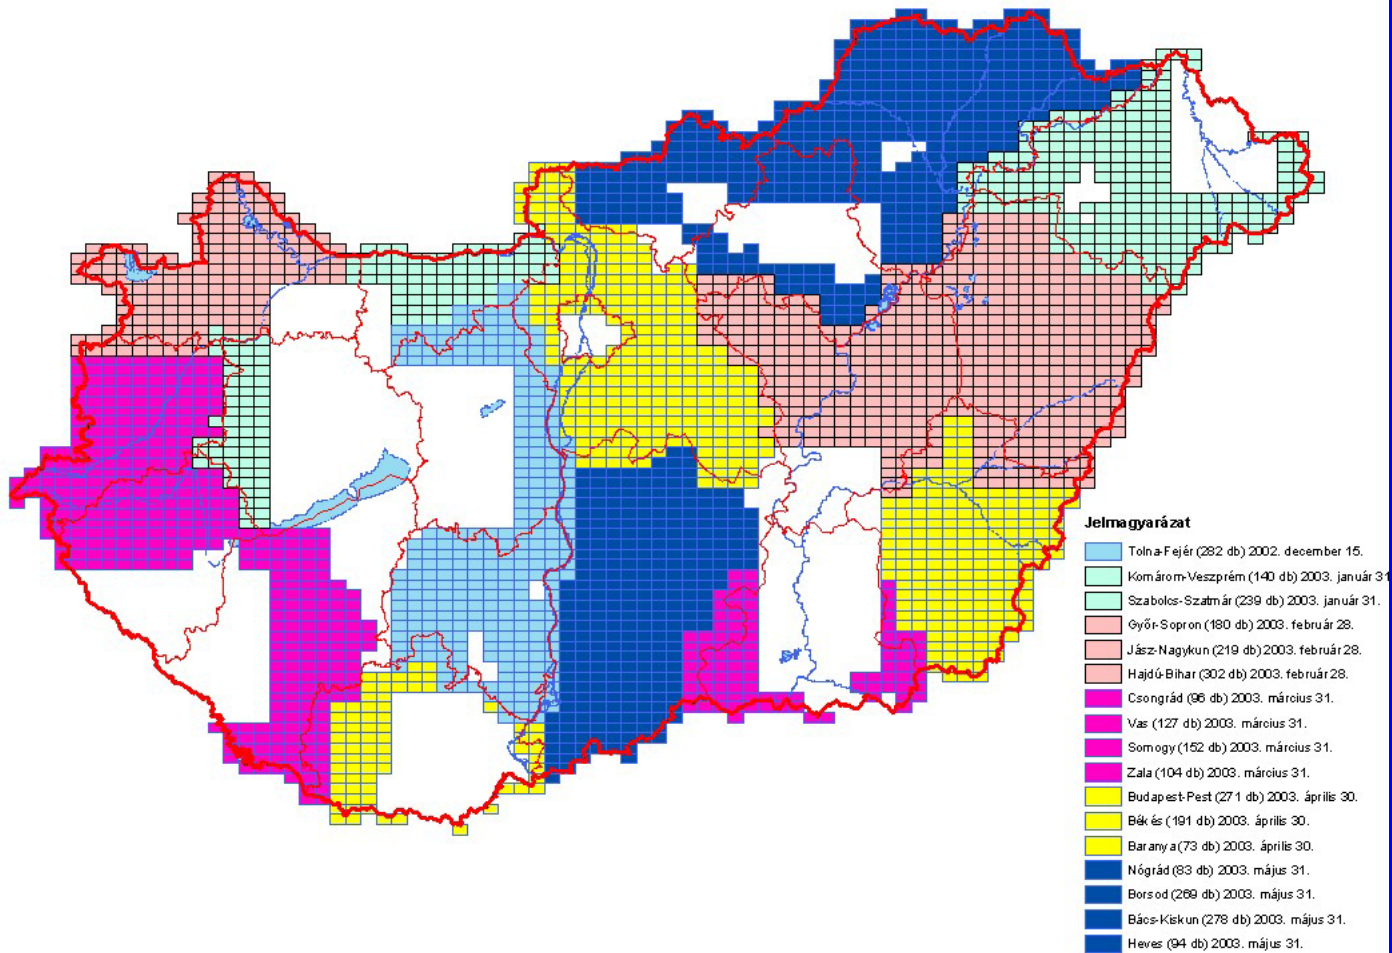 Jelmagyarázat
Tolna-Fejér (282 db) 2002. december 15.
Komárom-Veszprém (140 db) 2003. január 31
Szabolcs-Szatmár (239 db) 2003. január 31.
Győr-Sopron (180 db) 2003. február 28.
Jász-Nagykun (219 db) 2003. február 28.
Hajdú-Bihar (302 db) 2003. február 28.
Csongrád (96 db) 2003. március 31.
Vas (127 db) 2003. március 31.
Somogy (152 db) 2003. március 31.
Zala (104 db) 2003. március 31.
Budapest-Pest (271 db) 2003. április 30.
Békés (191 db) 2003. április 30.
Baranya (73 db) 2003. április 30.
Nógrád (83 db) 2003. május 31.
Borsod (269 db) 2003. május 31.
Bács-Kiskun (278 db) 2003. május 31.
Heves (94 db) 2003. május 31.